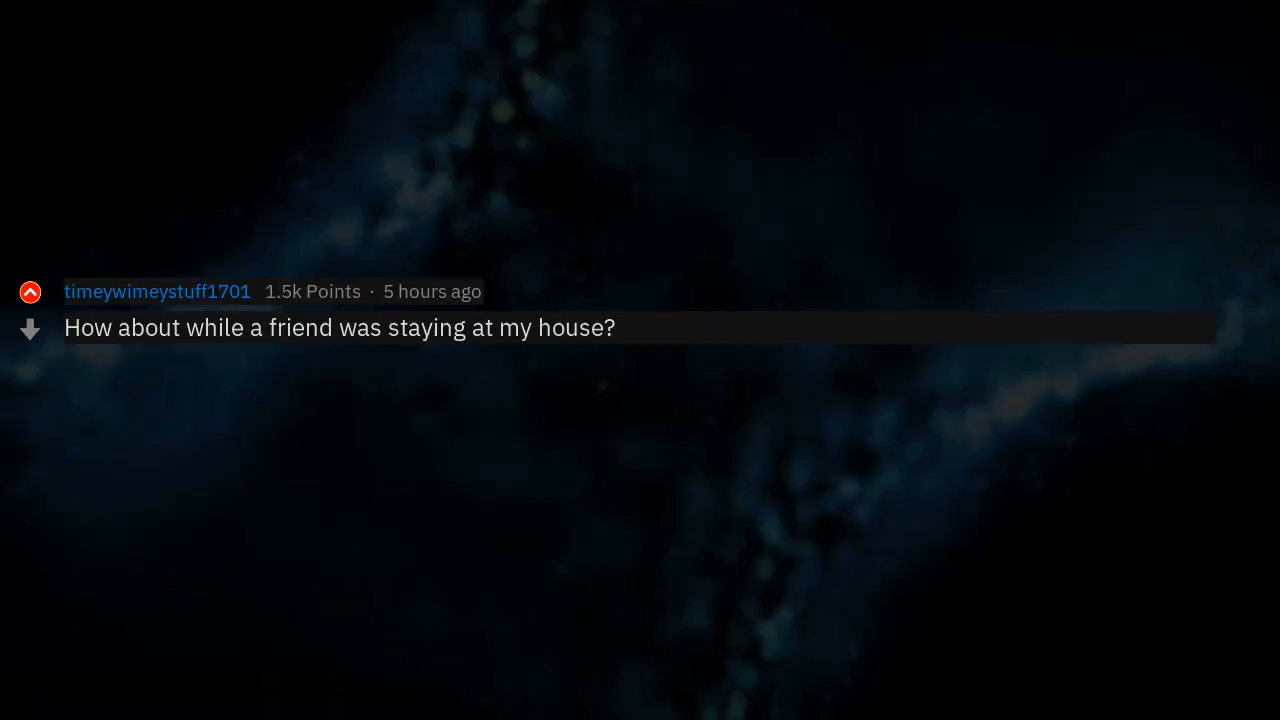 timeywimeystuff1701 1.5k Points · 5 hours ago
How about while a friend was staying at my house?